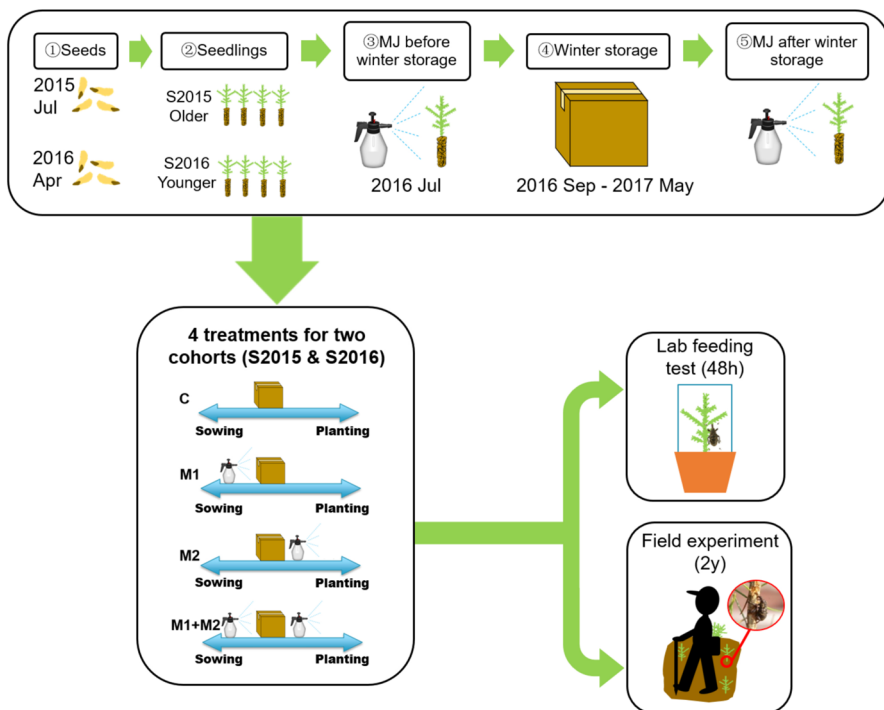 ①Seeds
②Seedlings
③MJ before
winter storage
④Winter storage
⑤MJ after winter
storage
2015
Jul
S2015
Older
2016
Apr
S2016
Younger
2016 Jul
2016 Sep - 2017 May
4 treatments for two
cohorts (S2015 & S2016)
C
Sowing Planting
M1
Sowing Planting
M2
Sowing Planting
M1+M2
Sowing Planting
Lab feeding
test (48h)
Field experiment
(2y)